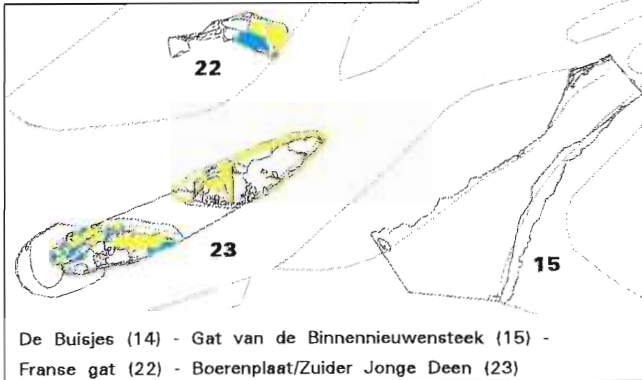 22
23
15
De Buisjes (14) - Gat van de Binnennieuwensteek (15) -
Franse gat (22) - Boerenplaat/Zuider Jonge Deen (23)